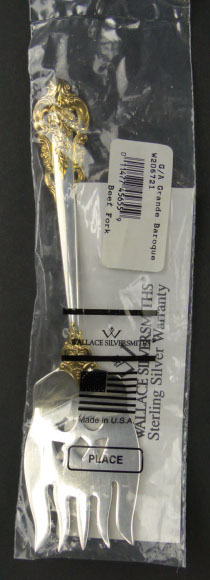 G/A Grande Baroque
W206721
Beef Fork
WALLACE SILVERSMITHS
Made in U.S.A.
PLACE
WALLACE SILVERSMITHS
Sterling Silver Warranty